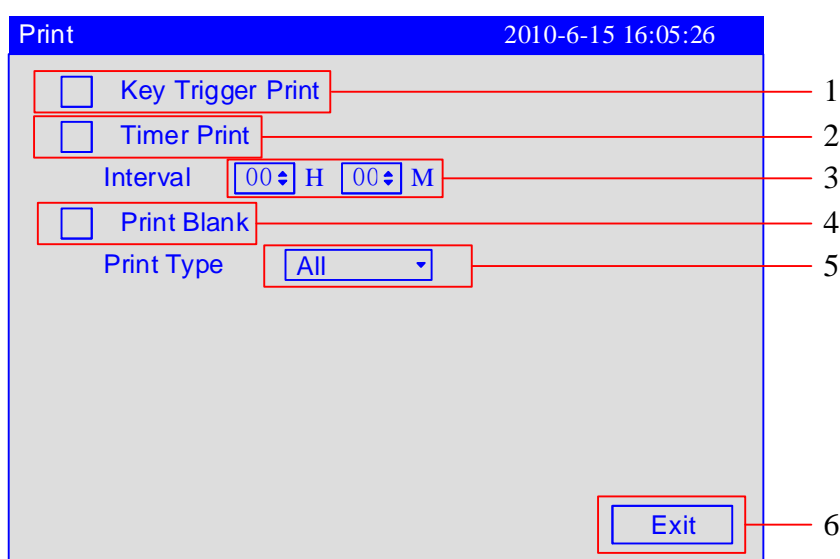 Print 2010-6-15 16:05:26
Key Trigger Print 1
Timer Print 2
Interval 00 H 00 M 3
Print Blank 4
Print Type All 5
Exit 6